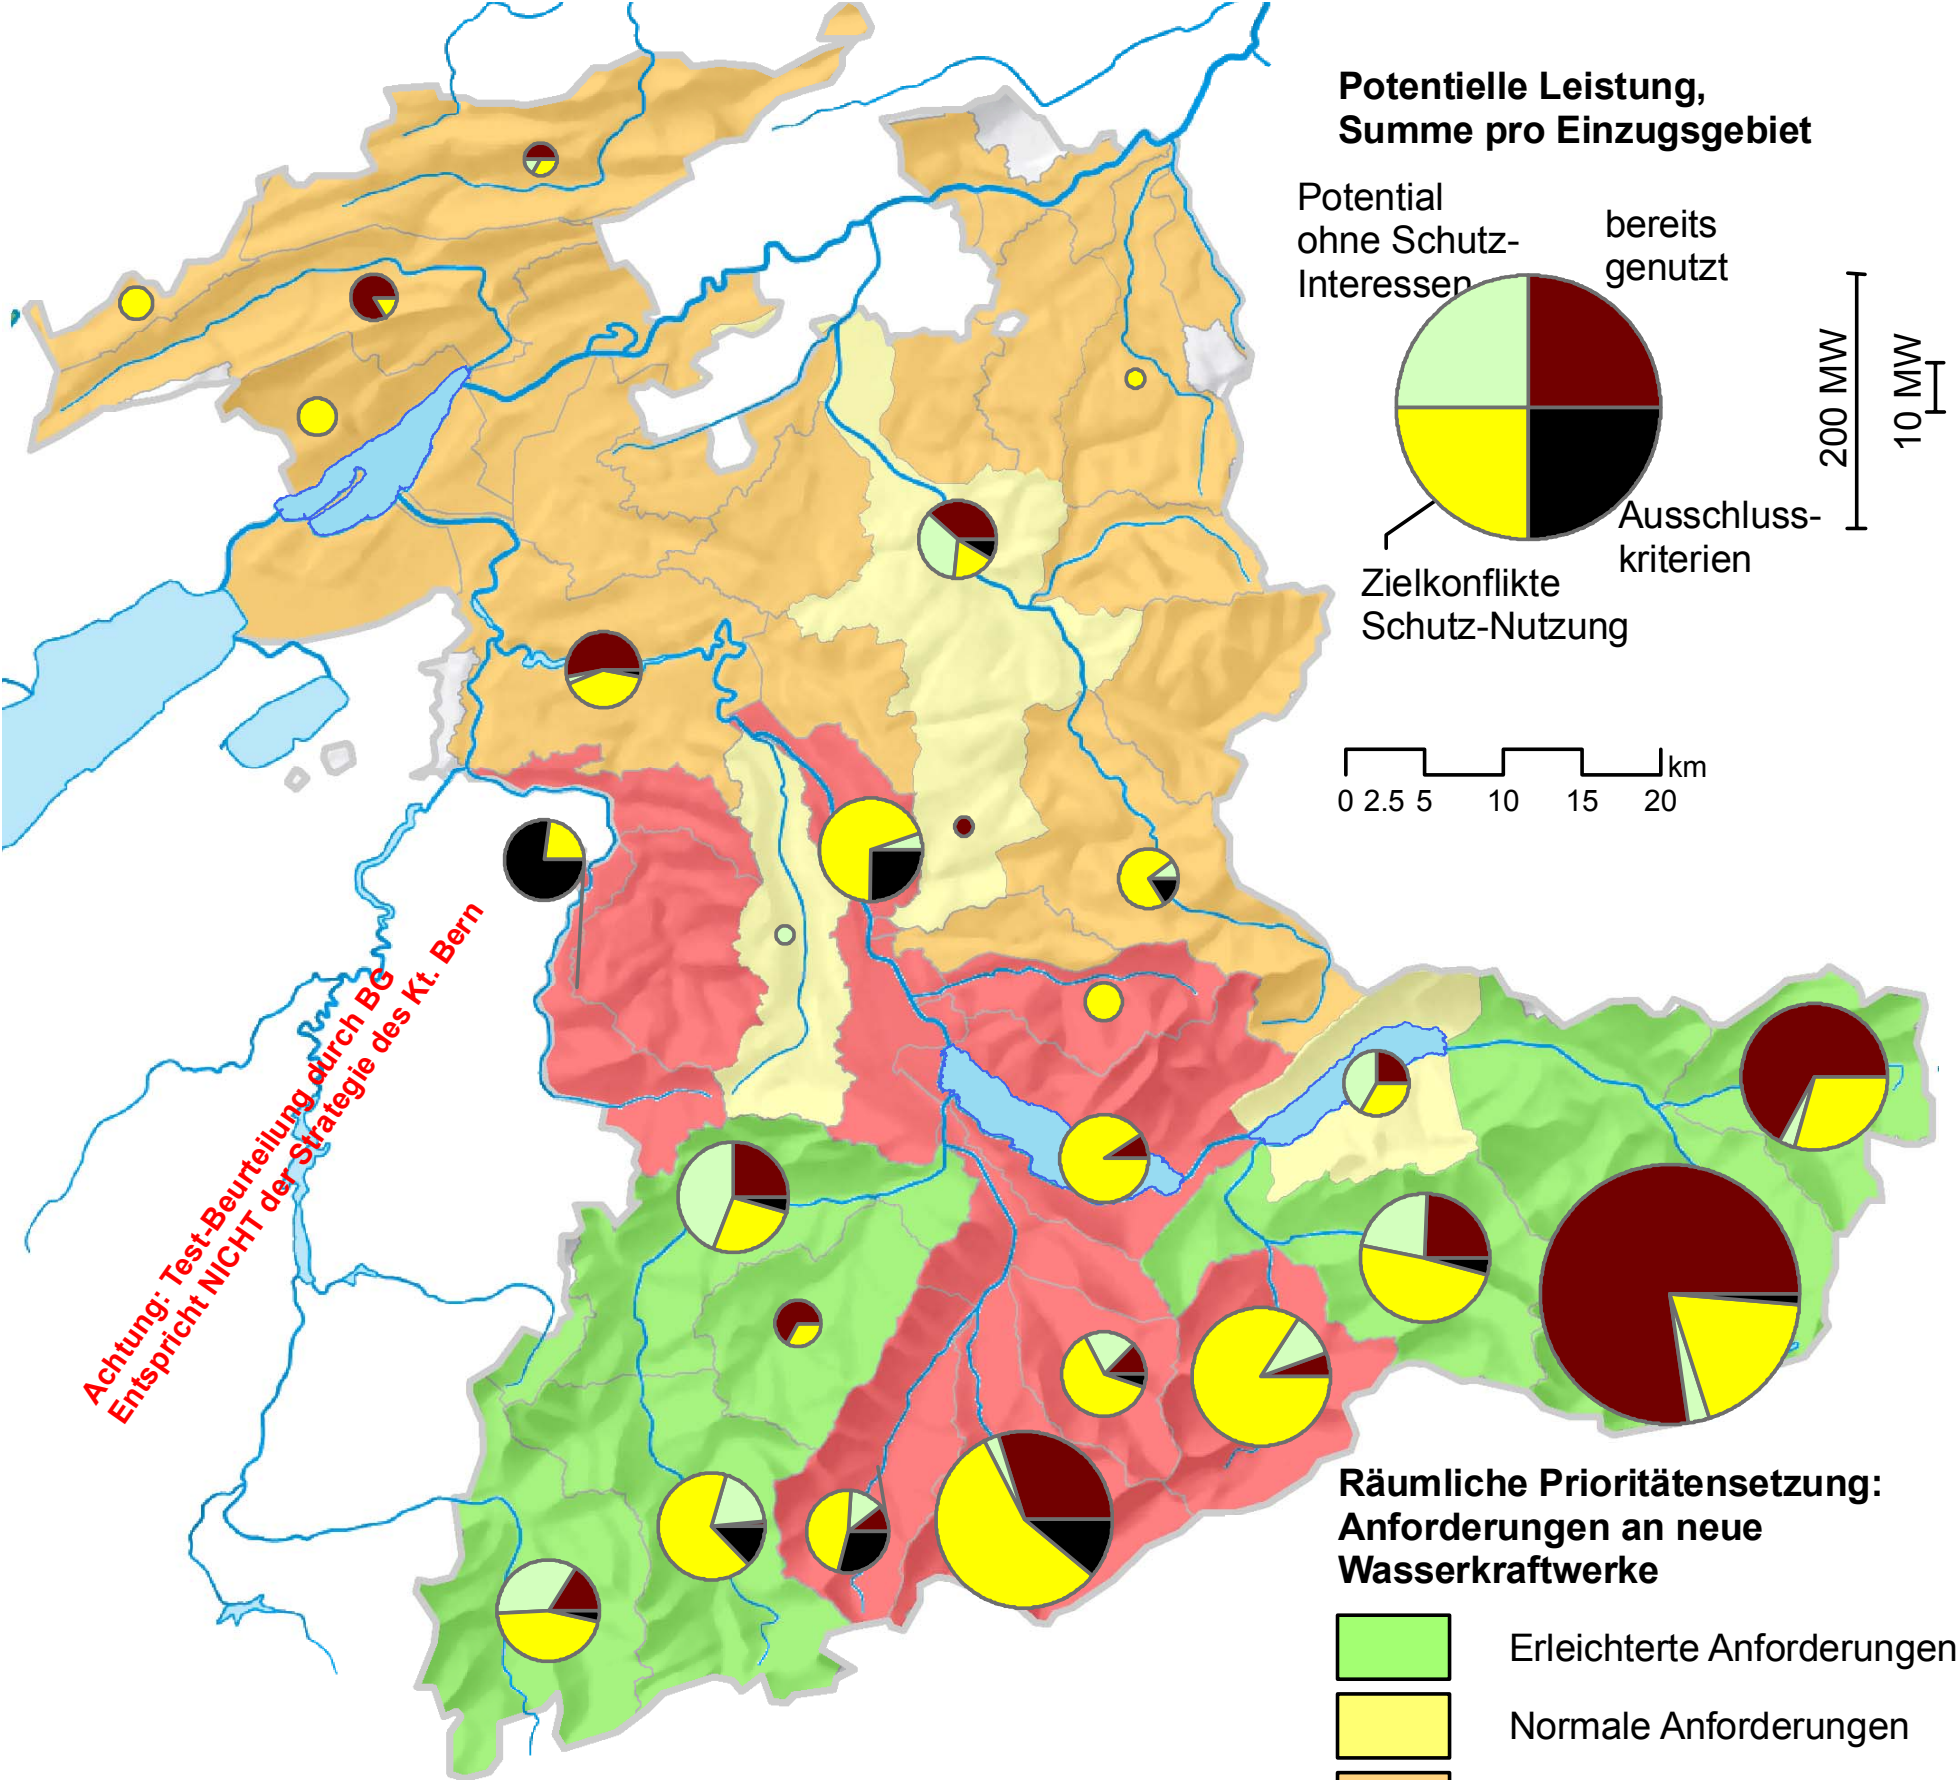 Potentielle Leistung,
Summe pro Einzugsgebiet
Potential
ohne Schutz-
Interessen
bereits
genutzt
200 MW
10 MW
Ausschluss-
kriterien
Zielkonflikte
Schutz-Nutzung
km
0 2.5 5 10 15 20
Achtung: Test-Beurteilung durch BG
Entspricht NICHT der Strategie des Kt. Bern
Räumliche Prioritätensetzung:
Anforderungen an neue
Wasserkraftwerke
Erleichterte Anforderungen
Normale Anforderungen